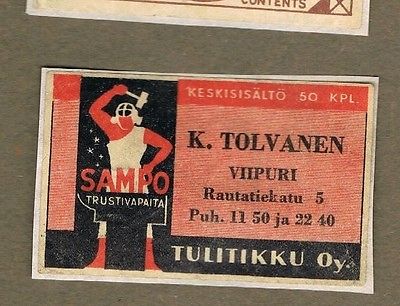 CONTENTS
KESKISISÄLTÖ 50 KPL.
SAMPO
TRUSTIVAPAITA
K. TOLVANEN
VIIPURI
Rautatiekatu 5
Puh. 11 50 ja 22 40
TULITIKKU Oy.